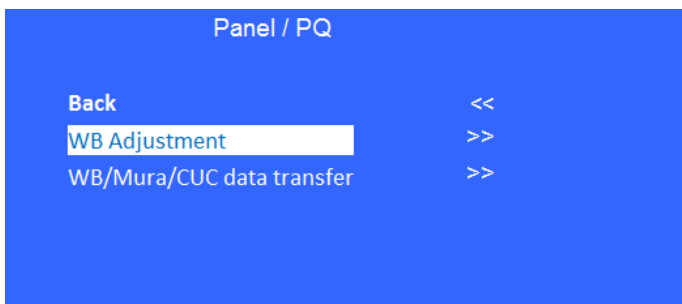 Panel / PQ
Back <<
WB Adjustment >>
WB/Mura/CUC data transfer >>